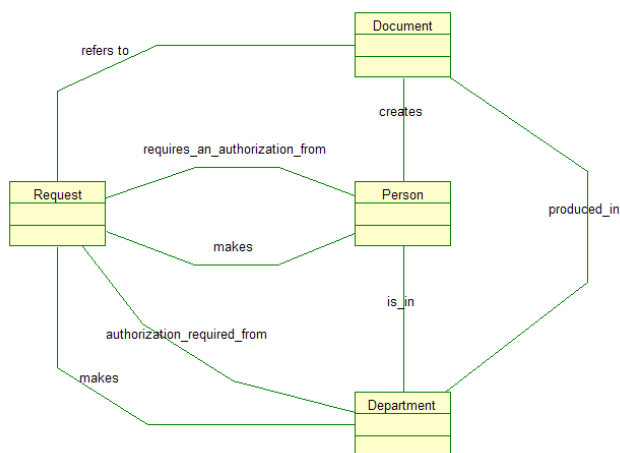 Document
refers to
creates
requires_an_authorization_from
Request
Person
produced_in
makes
is_in
authorization_required_from
makes
Department